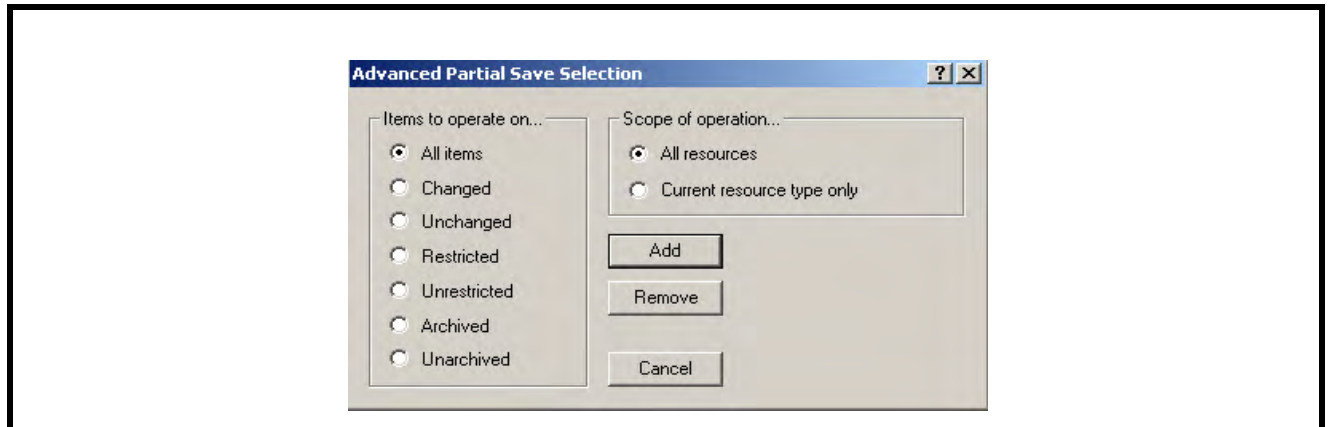 Advanced Partial Save Selection
Items to operate on...
All items
Changed
Unchanged
Restricted
Unrestricted
Archived
Unarchived
Scope of operation...
All resources
Current resource type only
Add
Remove
Cancel